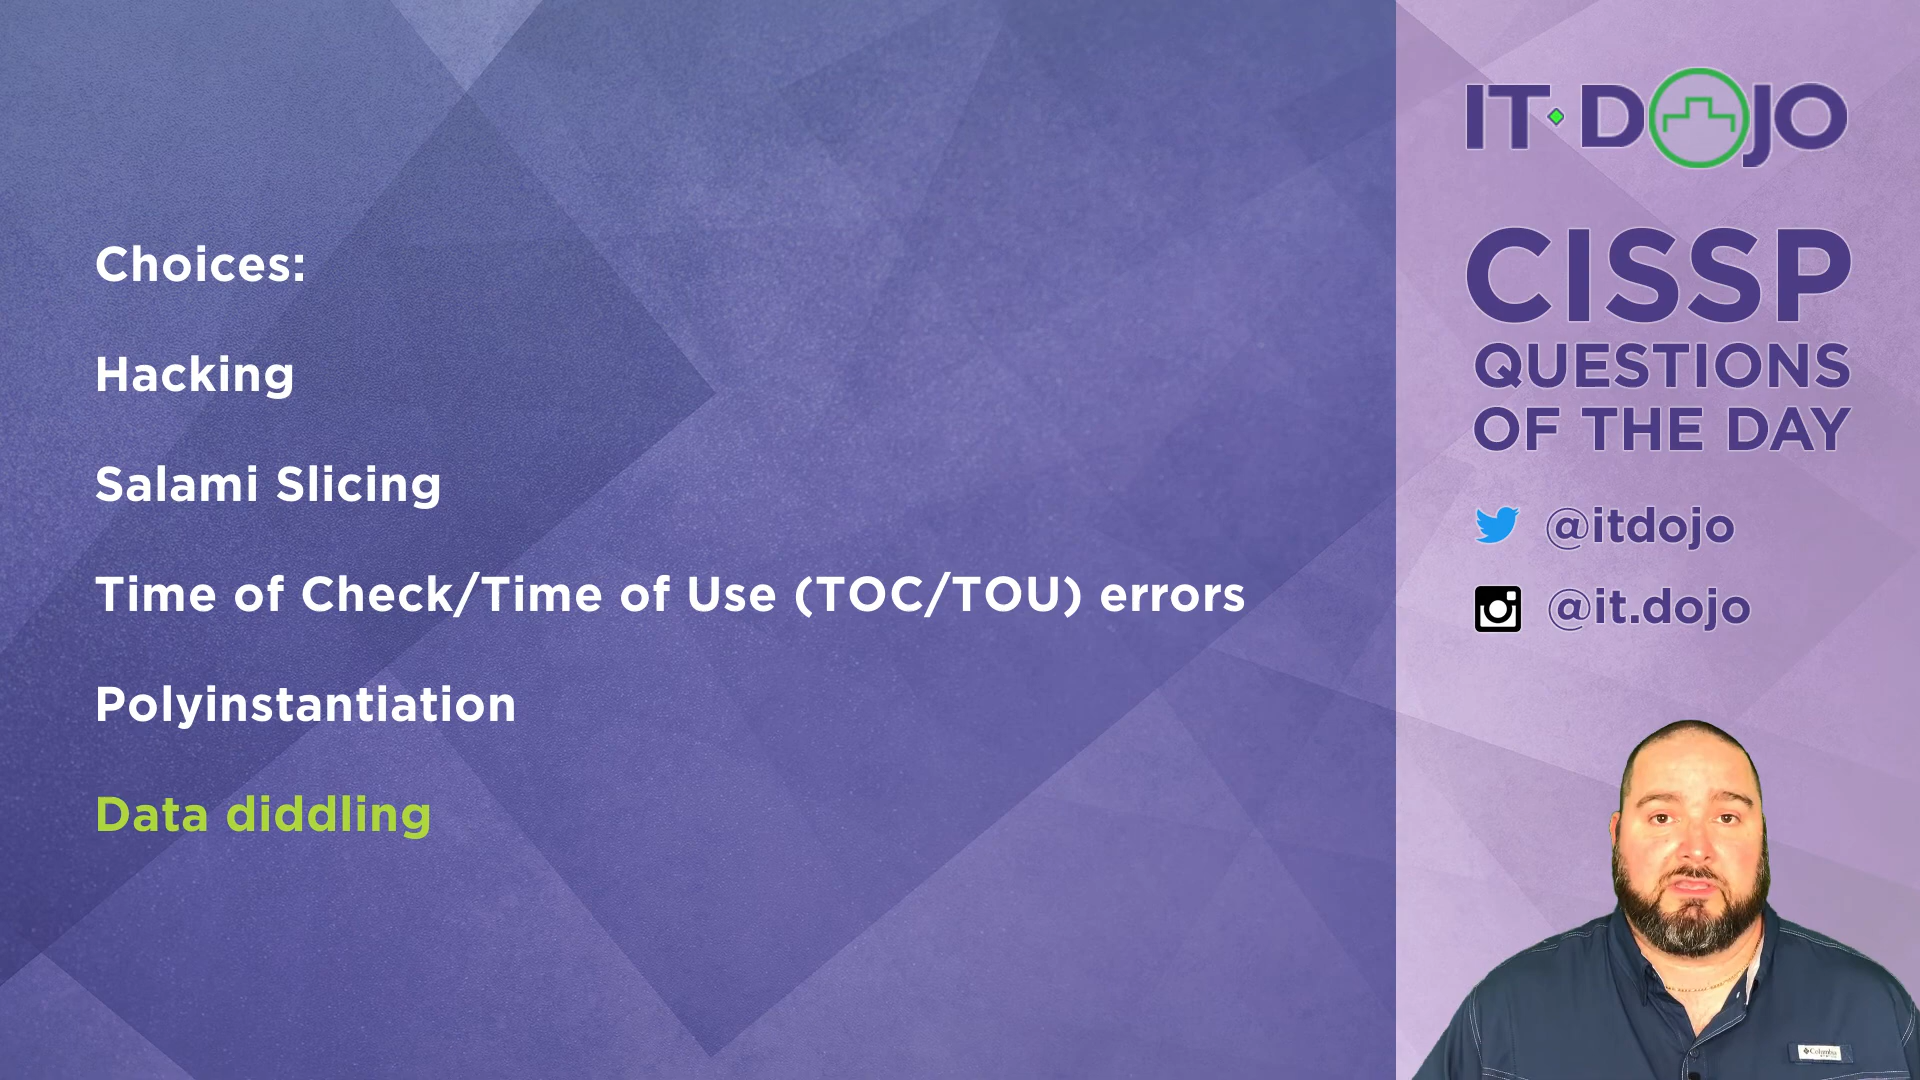 Choices:
Hacking
Salami Slicing
Time of Check/Time of Use (TOC/TOU) errors
Polyinstantiation
Data diddling
IT DOJO
CISSP
QUESTIONS
OF THE DAY
@itdojo
@it.dojo
Columbia